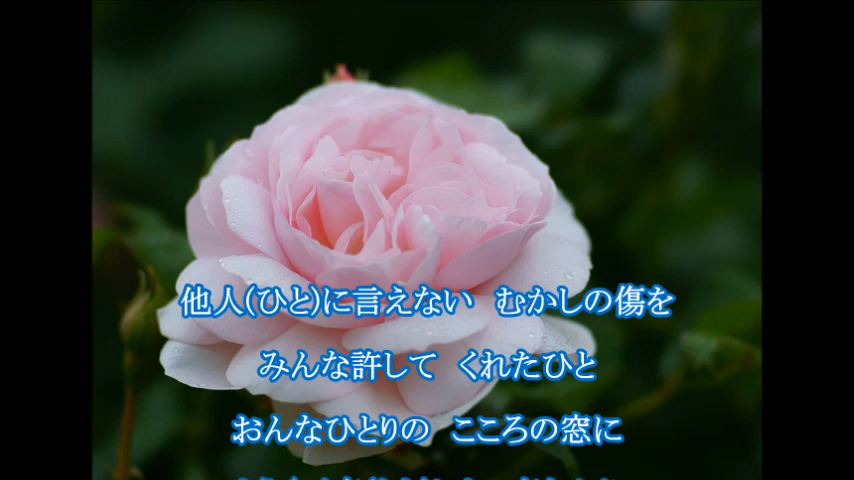 他人(ひと)に言えない　むかしの傷を
みんな許して　くれたひと
おんなひとりの　こころの窓に